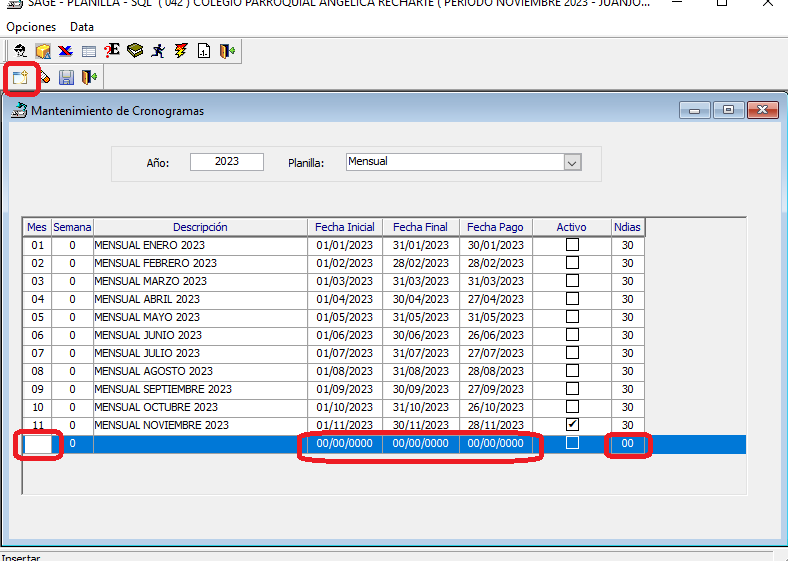 SAGE - PLANILLA - SQL ( 042 ) COLEGIO PARROQUIAL ANGELICA RECHARTE ( PERIODO NOVIEMBRE 2023 - JUANJO...
Opciones Data
Mantenimiento de Cronogramas
Año: 2023 Planilla: Mensual
Mes Semana Descripción Fecha Inicial Fecha Final Fecha Pago Activo Ndias
01 0 MENSUAL ENERO 2023 01/01/2023 31/01/2023 30/01/2023 30
02 0 MENSUAL FEBRERO 2023 01/02/2023 28/02/2023 28/02/2023 30
03 0 MENSUAL MARZO 2023 01/03/2023 31/03/2023 31/03/2023 30
04 0 MENSUAL ABRIL 2023 01/04/2023 30/04/2023 27/04/2023 30
05 0 MENSUAL MAYO 2023 01/05/2023 31/05/2023 31/05/2023 30
06 0 MENSUAL JUNIO 2023 01/06/2023 30/06/2023 26/06/2023 30
07 0 MENSUAL JULIO 2023 01/07/2023 31/07/2023 27/07/2023 30
08 0 MENSUAL AGOSTO 2023 01/08/2023 31/08/2023 28/08/2023 30
09 0 MENSUAL SEPTIEMBRE 2023 01/09/2023 30/09/2023 27/09/2023 30
10 0 MENSUAL OCTUBRE 2023 01/10/2023 31/10/2023 26/10/2023 30
11 0 MENSUAL NOVIEMBRE 2023 01/11/2023 30/11/2023 28/11/2023 30
0 00/00/0000 00/00/0000 00/00/0000 00
Insertar